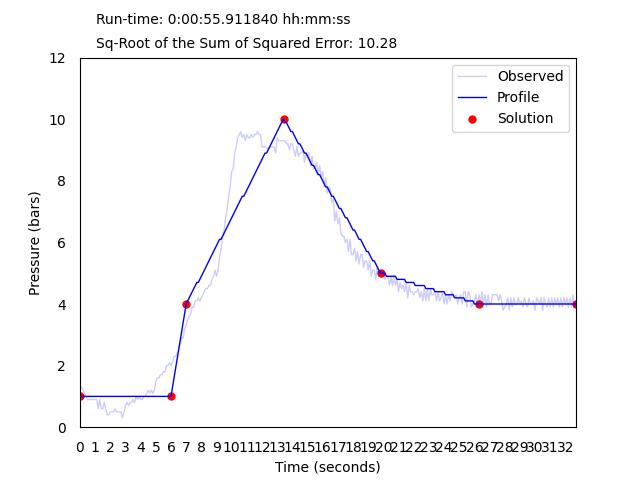 Run-time: 0:00:55.911840 hh:mm:ss
Sq-Root of the Sum of Squared Error: 10.28
12
10
8
6
4
2
0
Pressure (bars)
Observed
Profile
Solution
0 1 2 3 4 5 6 7 8 9 10 11 12 13 14 15 16 17 18 19 20 21 22 23 24 25 26 27 28 29 30 31 32
Time (seconds)